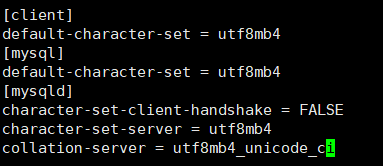 [client]
default-character-set = utf8mb4
[mysql]
default-character-set = utf8mb4
[mysqld]
character-set-client-handshake = FALSE
character-set-server = utf8mb4
collation-server = utf8mb4_unicode_ci